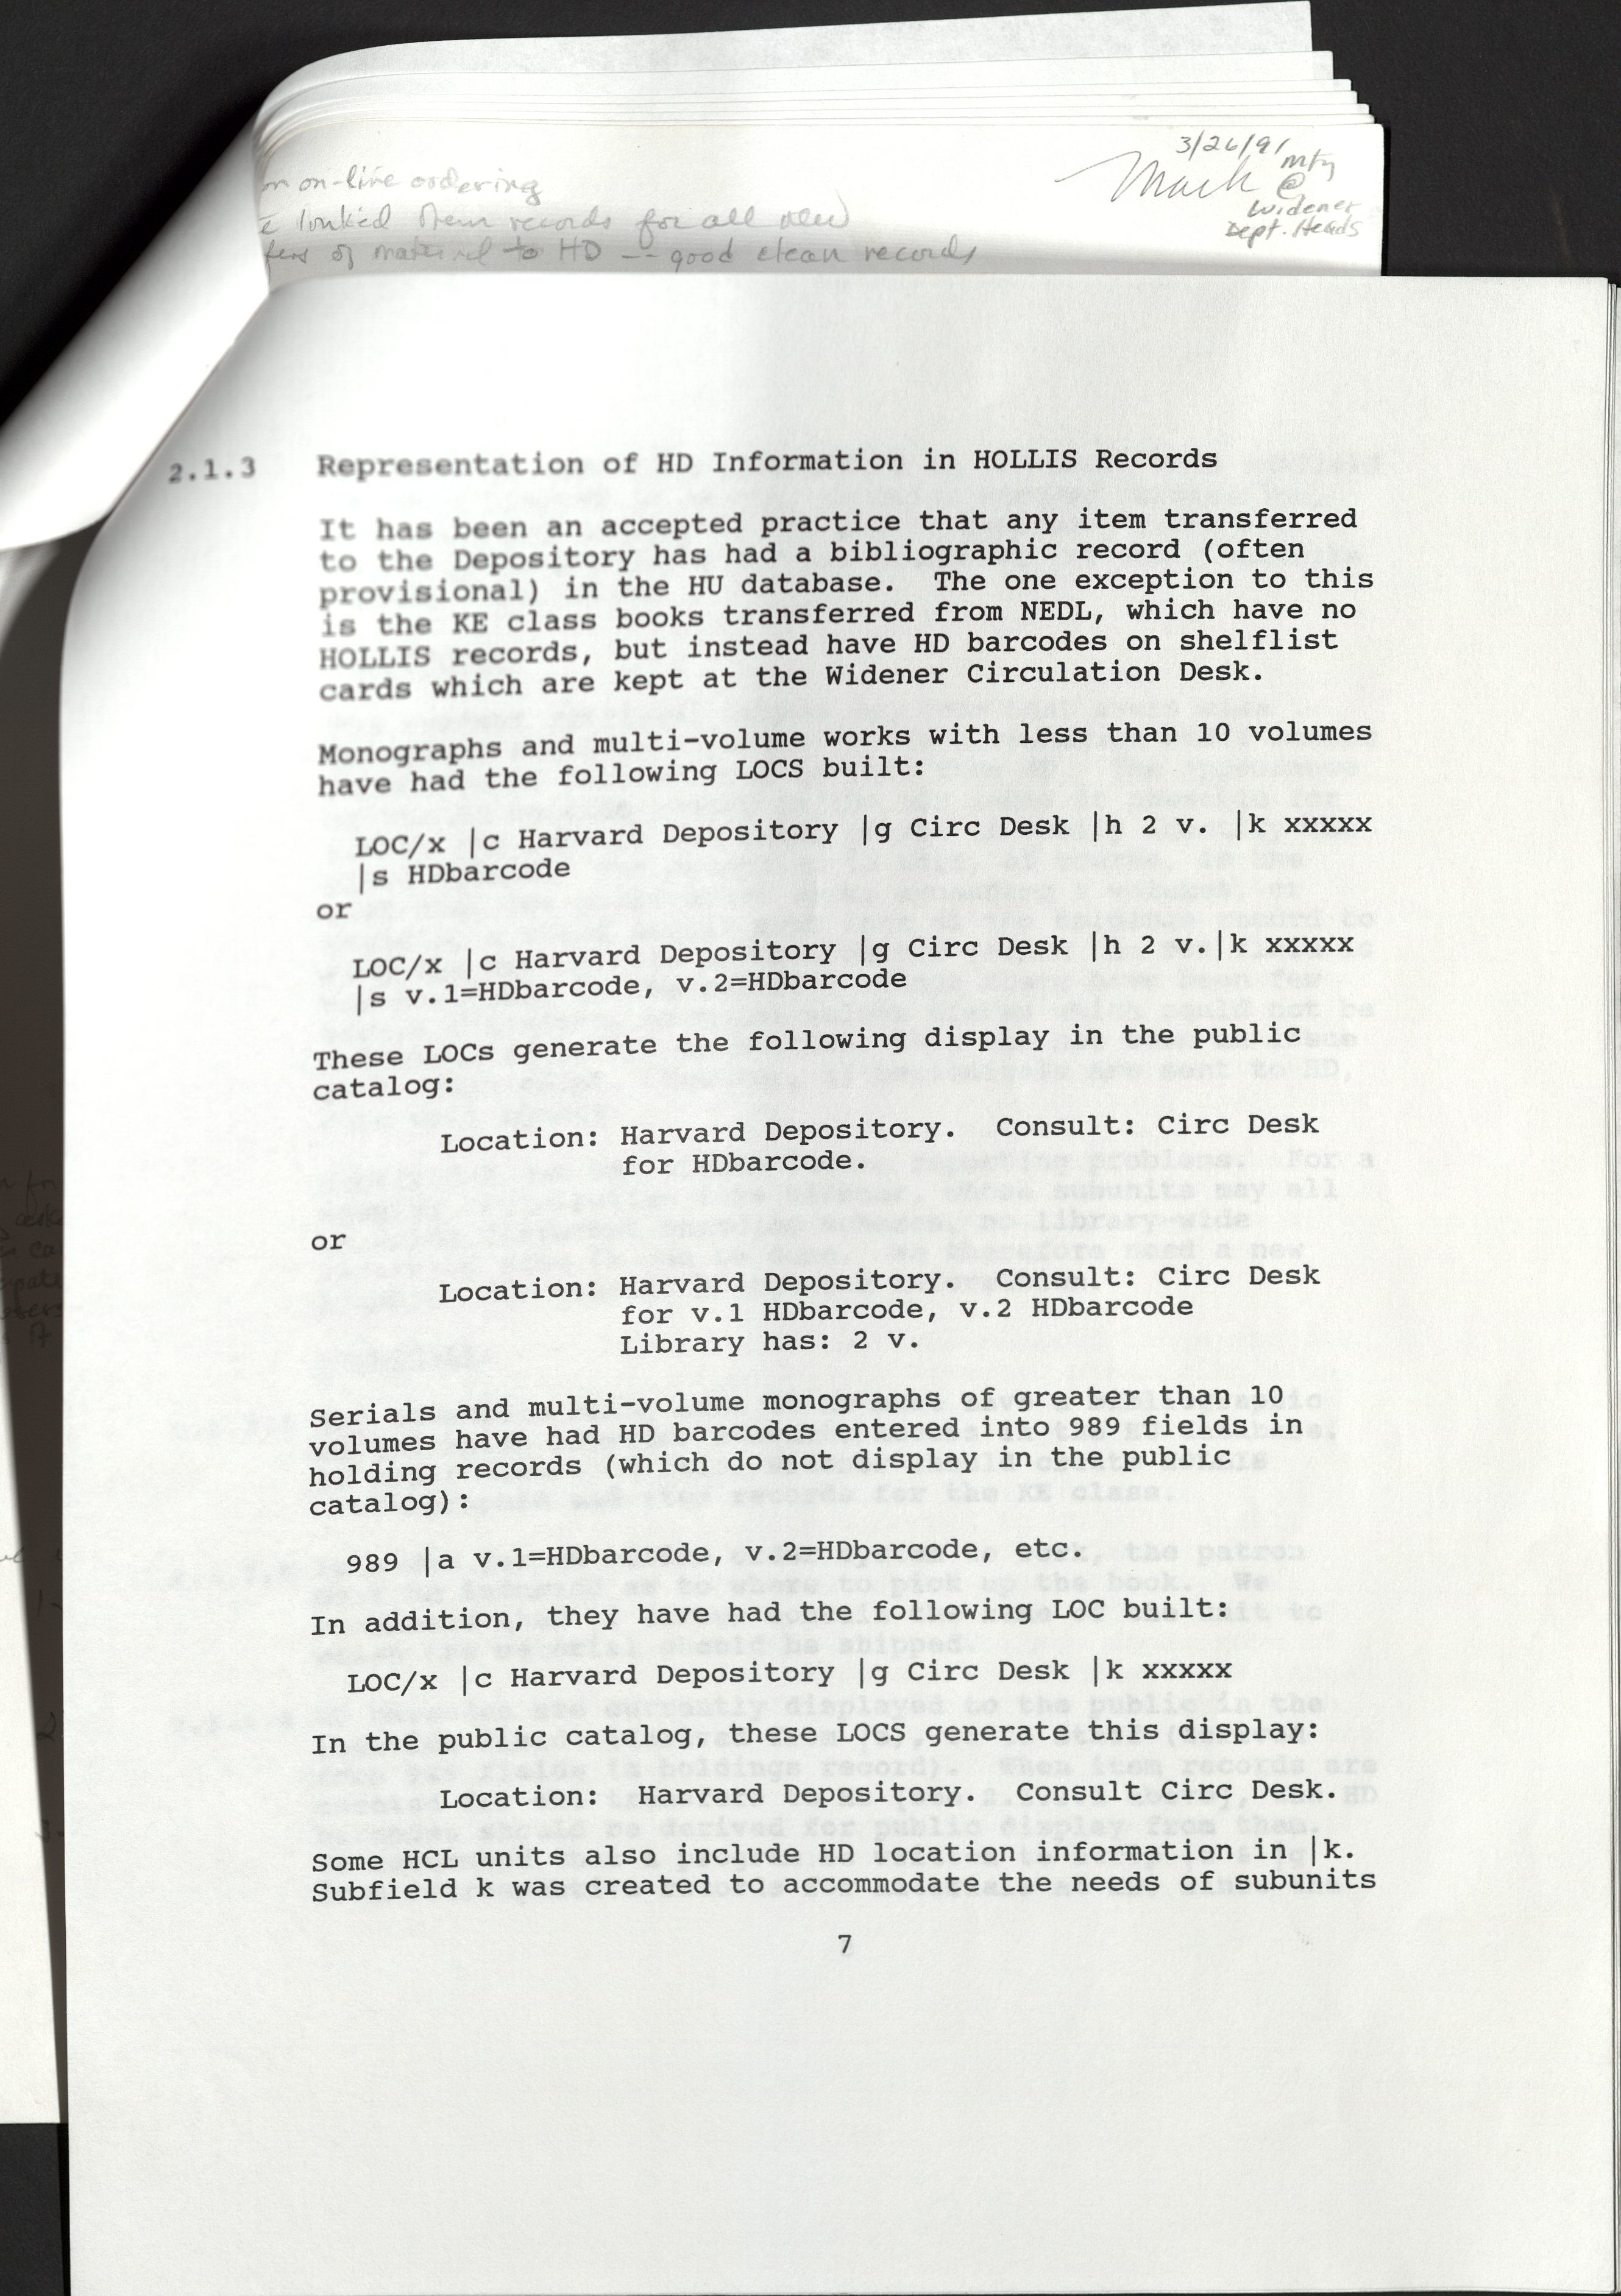 3/26/91
Mark @ mtg
Widener
Dept. Heads
on on-line ordering
linked item records for all new
of material to HD -- good clean records
2.1.3 Representation of HD Information in HOLLIS Records
It has been an accepted practice that any item transferred
to the Depository has had a bibliographic record (often
provisional) in the HU database. The one exception to this
is the KE class books transferred from NEDL, which have no
HOLLIS records, but instead have HD barcodes on shelflist
cards which are kept at the Widener Circulation Desk.
Monographs and multi-volume works with less than 10 volumes
have had the following LOCS built:
LOC/x |c Harvard Depository |g Circ Desk |h 2 v. |k xxxxx
|s HDbarcode
or
LOC/x |c Harvard Depository |g Circ Desk |h 2 v.|k xxxxx
|s v.1=HDbarcode, v.2=HDbarcode
These LOCs generate the following display in the public
catalog:
Location: Harvard Depository. Consult: Circ Desk
for HDbarcode.
or
Location: Harvard Depository. Consult: Circ Desk
for v.1 HDbarcode, v.2 HDbarcode
Library has: 2 v.
Serials and multi-volume monographs of greater than 10
volumes have had HD barcodes entered into 989 fields in
holding records (which do not display in the public
catalog):
989 |a v.1=HDbarcode, v.2=HDbarcode, etc.
In addition, they have had the following LOC built:
LOC/x |c Harvard Depository |g Circ Desk |k xxxxx
In the public catalog, these LOCS generate this display:
Location: Harvard Depository. Consult Circ Desk.
Some HCL units also include HD location information in |k.
Subfield k was created to accommodate the needs of subunits
7